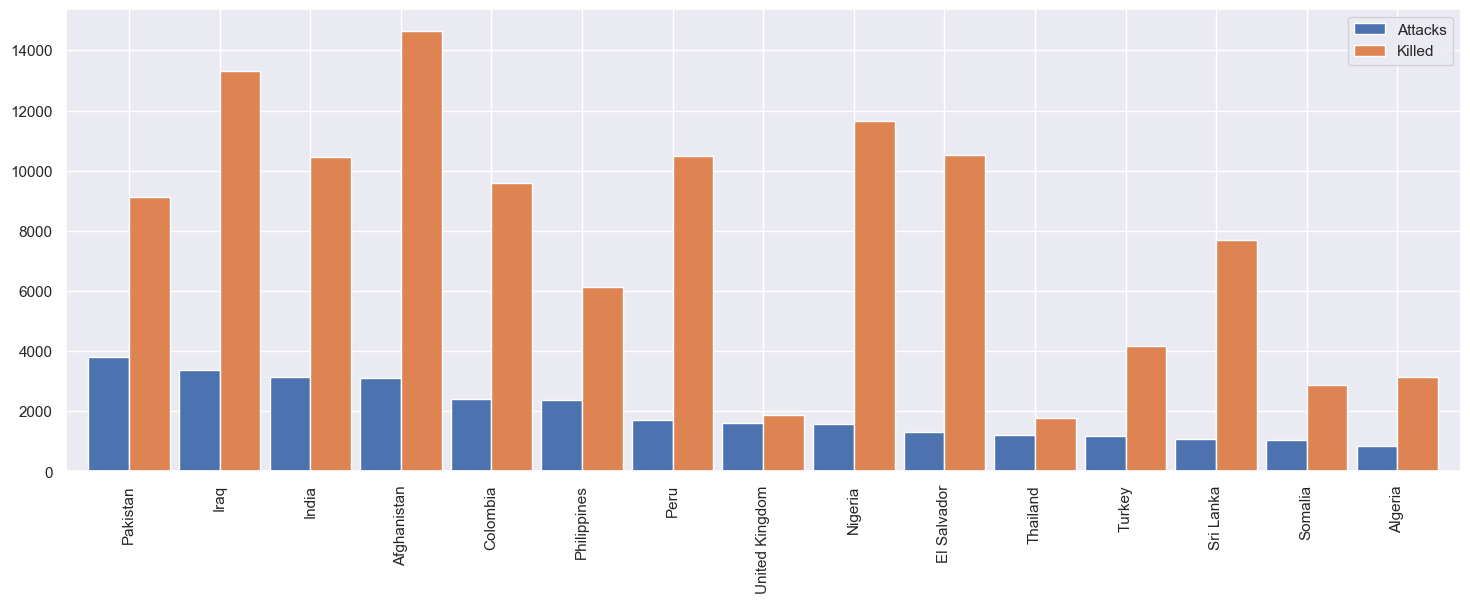 Attacks
Killed
14000
12000
10000
8000
6000
4000
2000
0
Pakistan
Iraq
India
Afghanistan
Colombia
Philippines
Peru
United Kingdom
Nigeria
El Salvador
Thailand
Turkey
Sri Lanka
Somalia
Algeria